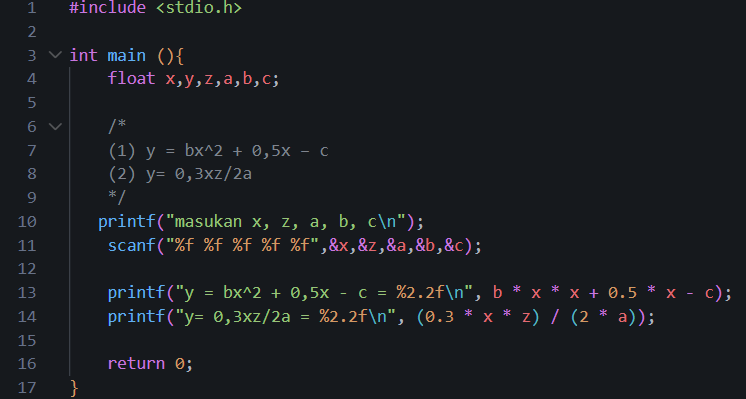 1 #include <stdio.h>
2
3 int main (){
4 float x,y,z,a,b,c;
5
6 /*
7 (1) y = bx^2 + 0,5x – c
8 (2) y= 0,3xz/2a
9 */
10 printf("masukan x, z, a, b, c\n");
11 scanf("%f %f %f %f %f",&x,&z,&a,&b,&c);
12
13 printf("y = bx^2 + 0,5x - c = %2.2f\n", b * x * x + 0.5 * x - c);
14 printf("y= 0,3xz/2a = %2.2f\n", (0.3 * x * z) / (2 * a));
15
16 return 0;
17 }